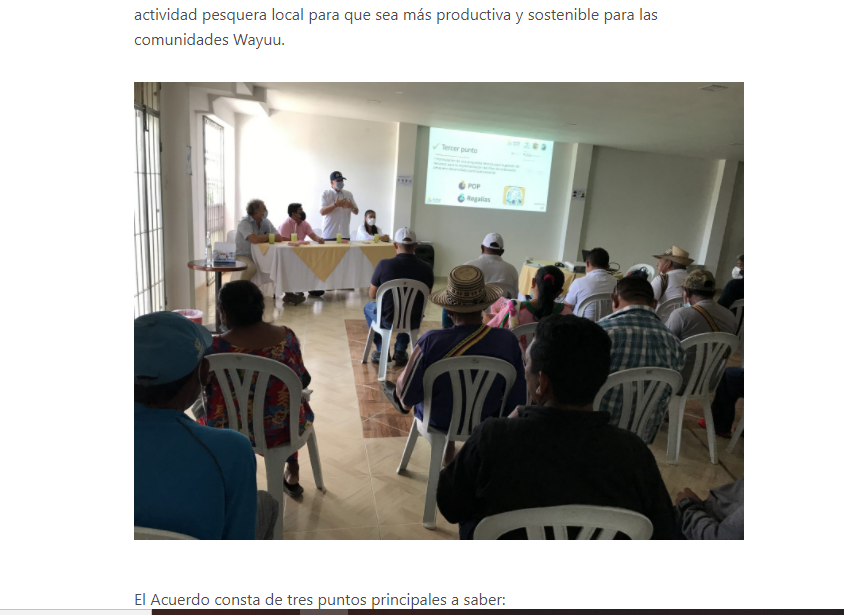 actividad pesquera local para que sea más productiva y sostenible para las
comunidades Wayuu.
Tercer punto
POP
Regalías
El Acuerdo consta de tres puntos principales a saber: